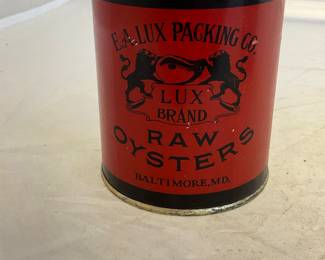 E.A. LUX PACKING CO.
LUX
BRAND
RAW
OYSTERS
BALTIMORE, MD.